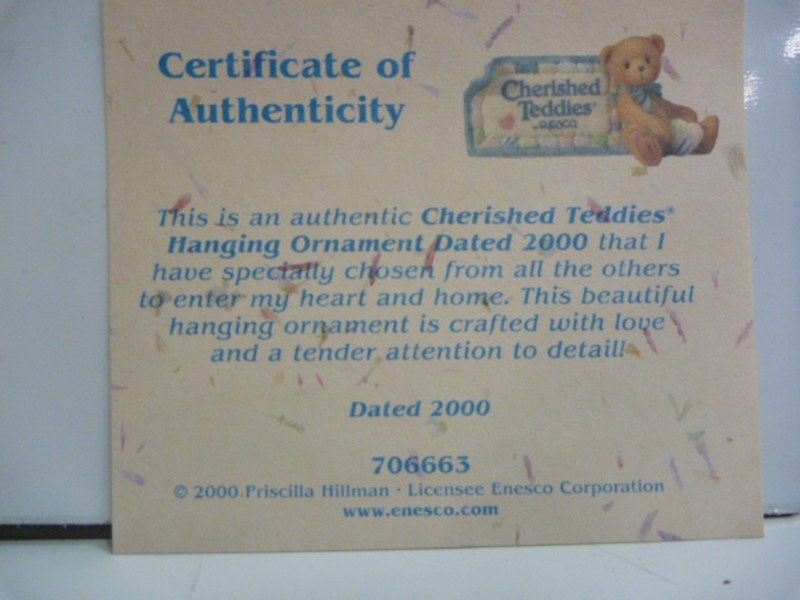 Certificate of
Authenticity
Cherished
Teddies®
ENESCO
This is an authentic Cherished Teddies®
Hanging Ornament Dated 2000 that I
have specially chosen from all the others
to enter my heart and home. This beautiful
hanging ornament is crafted with love
and a tender attention to detail!
Dated 2000
706663
© 2000 Priscilla Hillman · Licensee Enesco Corporation
www.enesco.com